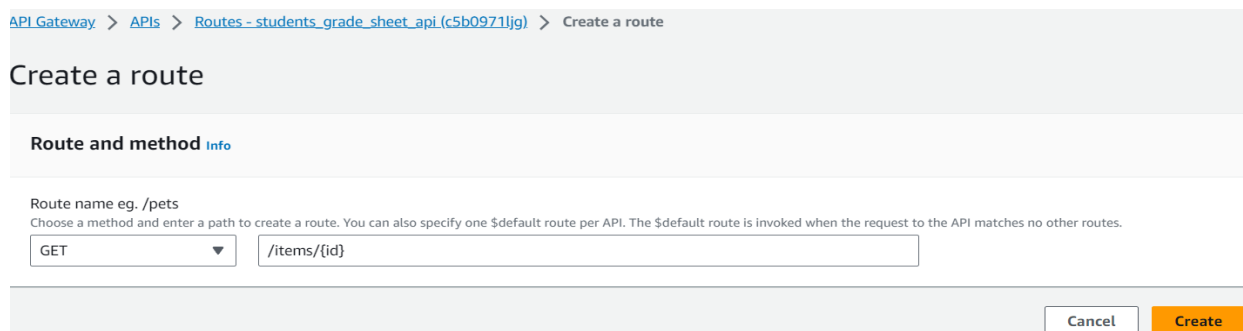 API Gateway > APIs > Routes - students_grade_sheet_api (c5b0971ljg) > Create a route
Create a route
Route and method Info
Route name eg. /pets
Choose a method and enter a path to create a route. You can also specify one $default route per API. The $default route is invoked when the request to the API matches no other routes.
GET /items/{id}
Cancel Create